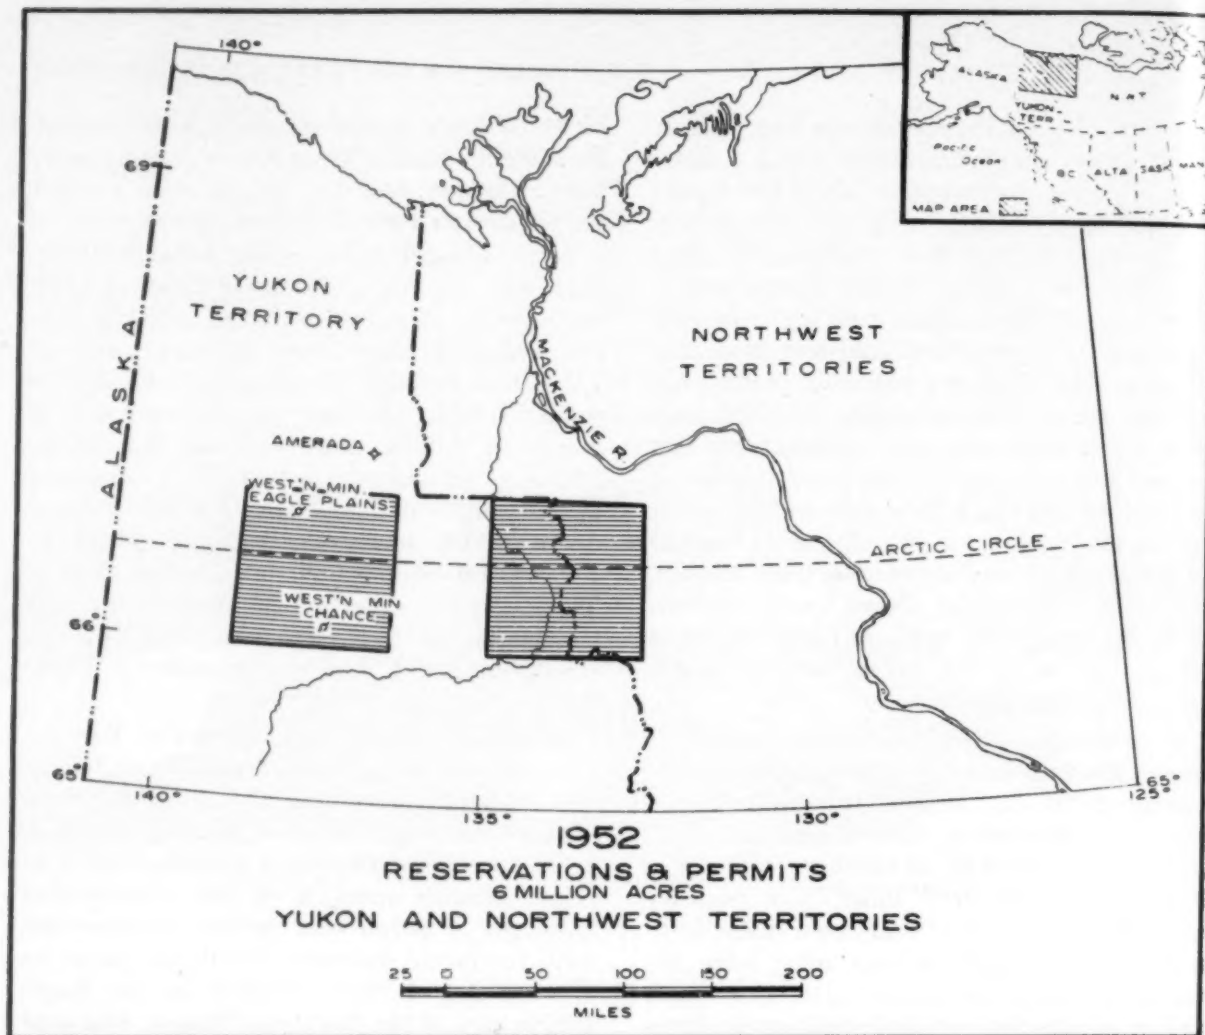 140°
ALASKA
N.W.T.
YUKON
TERR.
Pacific
Ocean
B.C.
ALTA
SASK
MAN
MAP AREA
69
YUKON
TERRITORY
NORTHWEST
TERRITORIES
MACKENZIE R.
ALASKA
AMERADA
WEST'N MIN.
EAGLE PLAINS
ARCTIC CIRCLE
WEST'N MIN
CHANCE
66
65°
140°
135°
130°
65°
125°
1952
RESERVATIONS & PERMITS
6 MILLION ACRES
YUKON AND NORTHWEST TERRITORIES
25 0 50 100 150 200
MILES